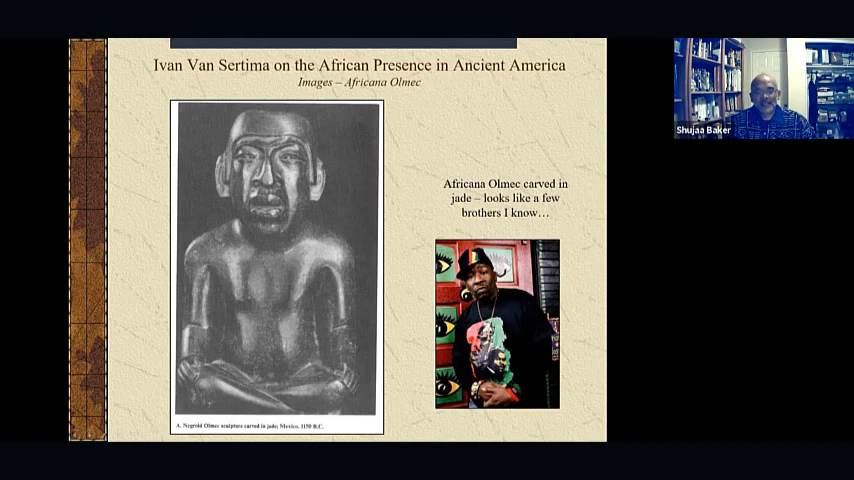 Ivan Van Sertima on the African Presence in Ancient America
Images – Africana Olmec
Africana Olmec carved in
jade – looks like a few
brothers I know…
A. Negroid Olmec sculpture carved in jade; Mexico. 1150 B.C.
Shujaa Baker